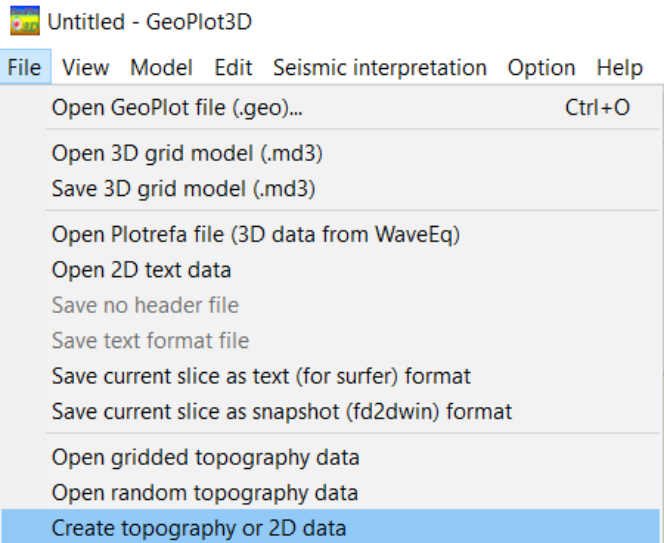 Untitled - GeoPlot3D
File View Model Edit Seismic interpretation Option Help
Open GeoPlot file (.geo)... Ctrl+O
Open 3D grid model (.md3)
Save 3D grid model (.md3)
Open Plotrefa file (3D data from WaveEq)
Open 2D text data
Save no header file
Save text format file
Save current slice as text (for surfer) format
Save current slice as snapshot (fd2dwin) format
Open gridded topography data
Open random topography data
Create topography or 2D data